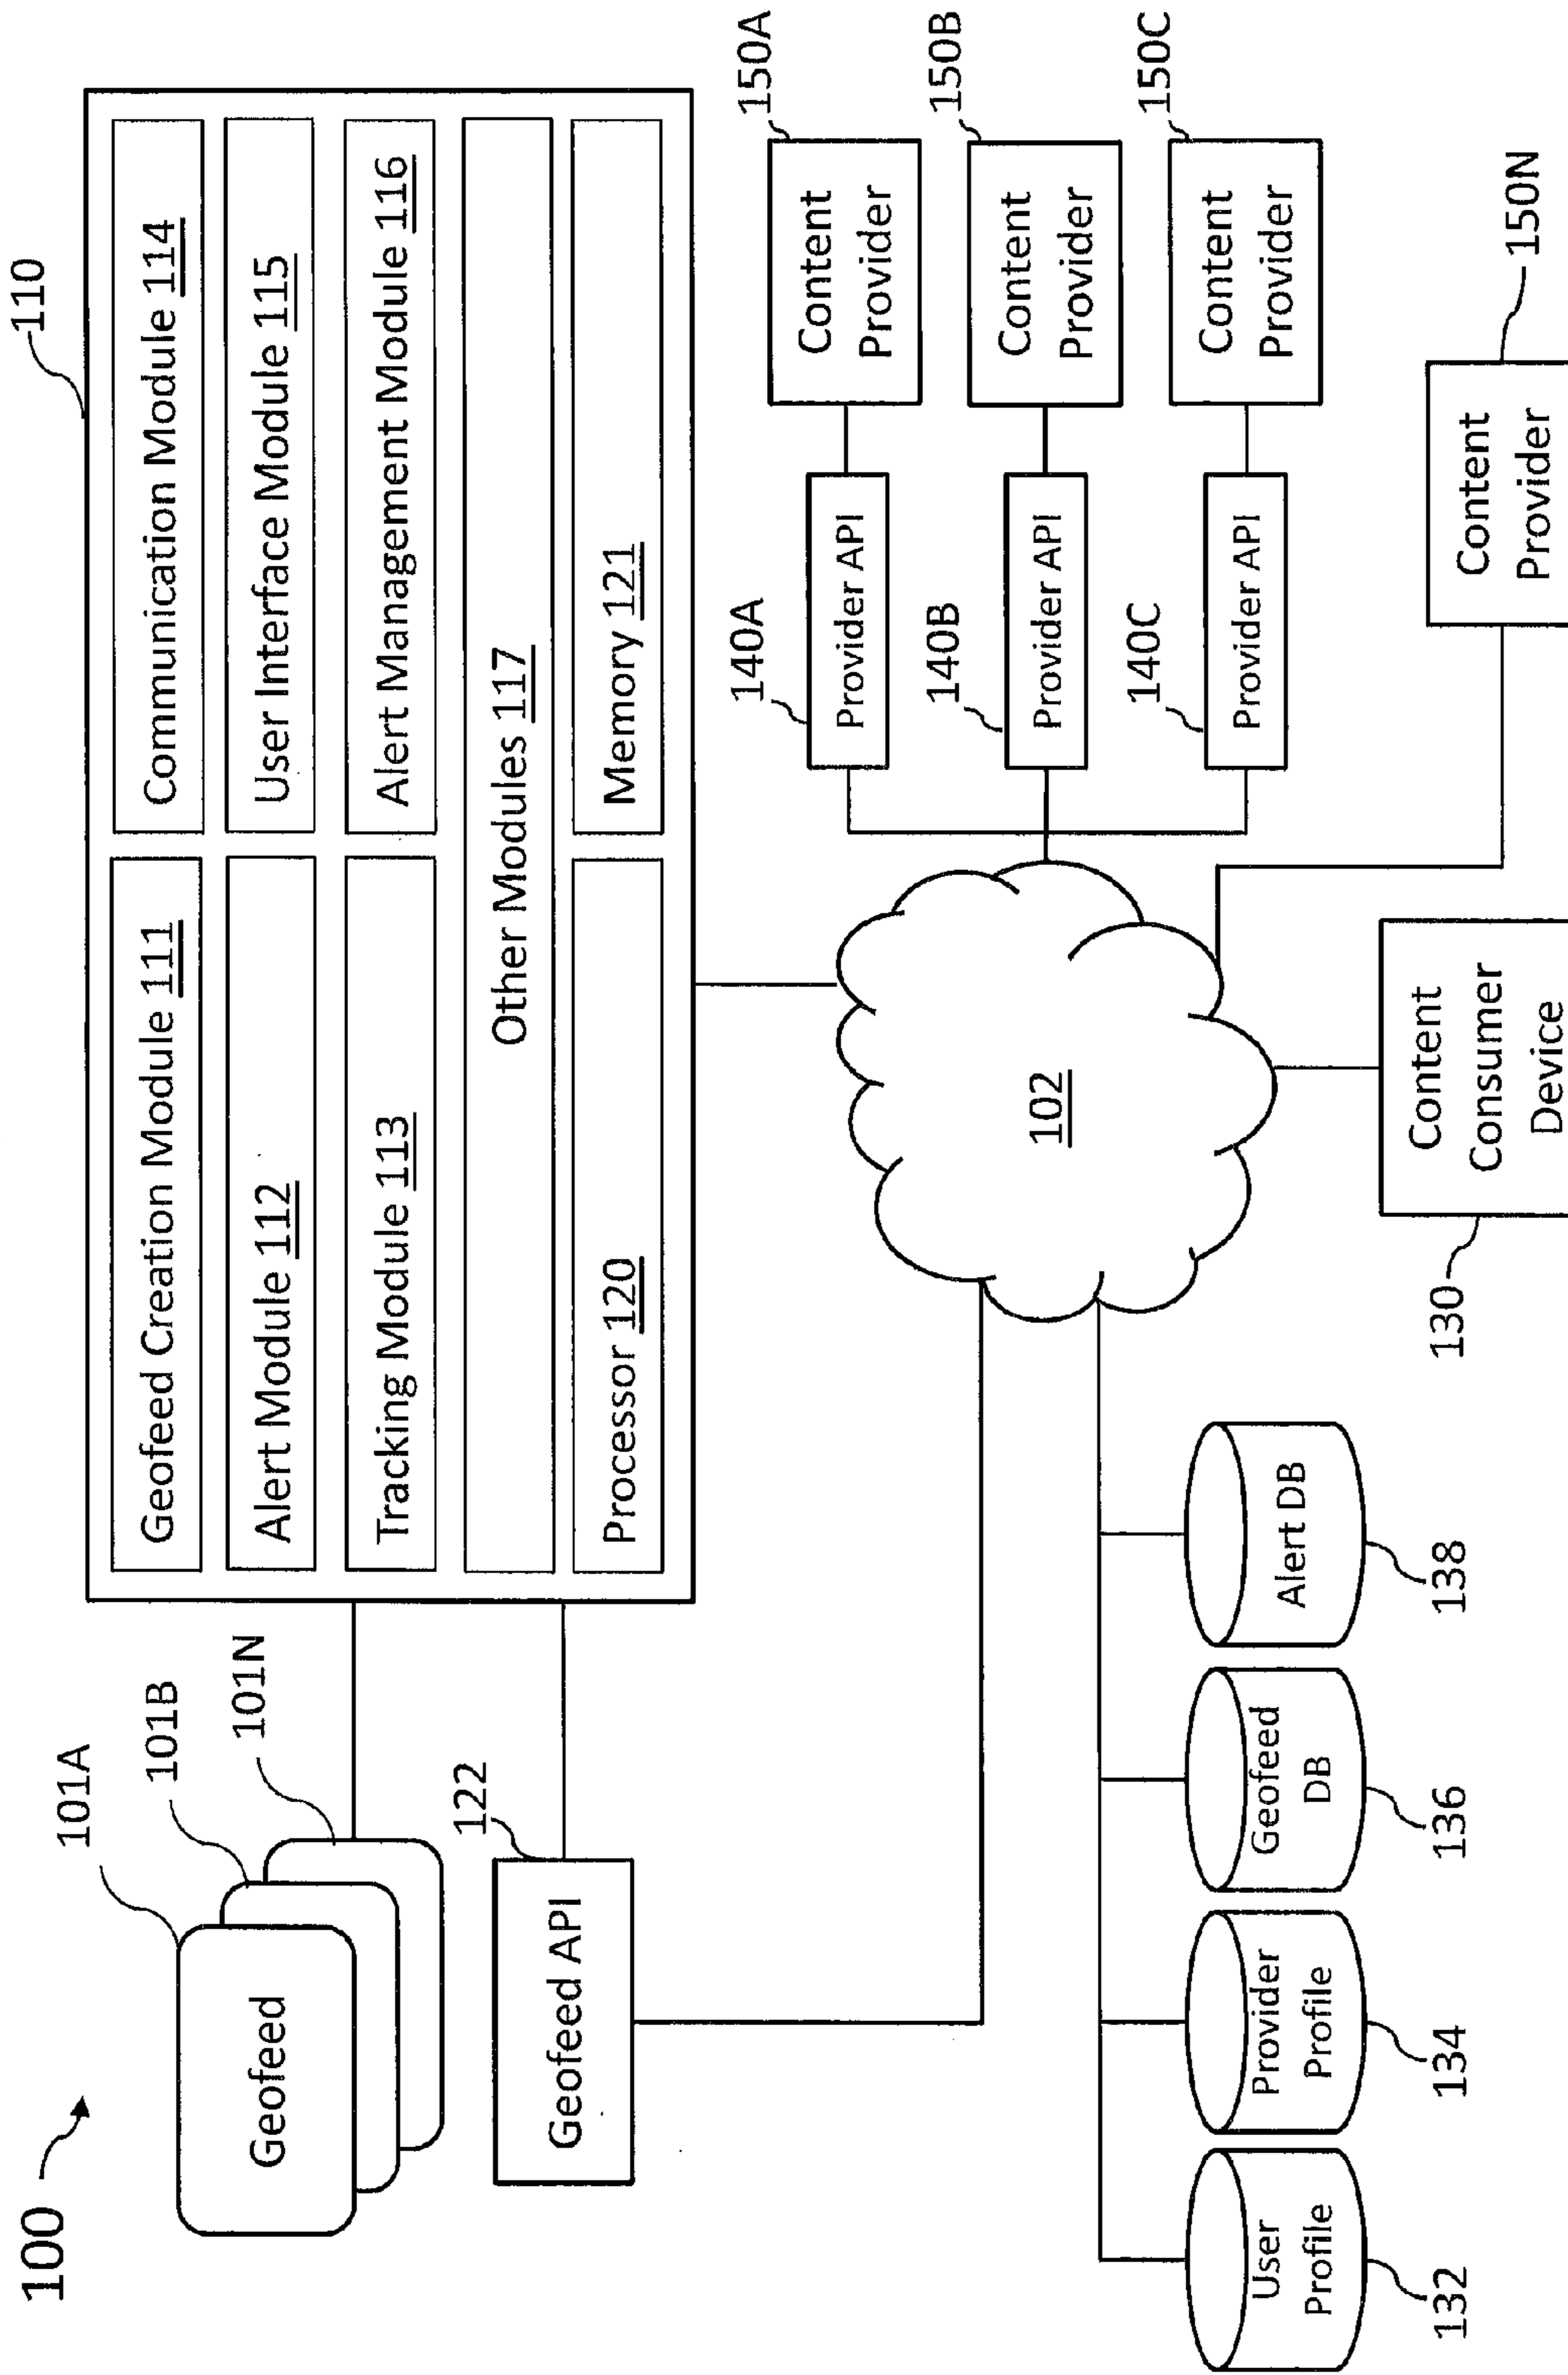 100
101A
101B
101N
Geofeed
122
Geofeed API
110
Geofeed Creation Module 111
Communication Module 114
Alert Module 112
User Interface Module 115
Tracking Module 113
Alert Management Module 116
Other Modules 117
Processor 120
Memory 121
102
140A
Provider API
150A
Content
Provider
140B
Provider API
150B
Content
Provider
140C
Provider API
150C
Content
Provider
User
Profile
132
Provider
Profile
134
Geofeed
DB
136
Alert DB
138
130
Content
Consumer
Device
Content
Provider
150N